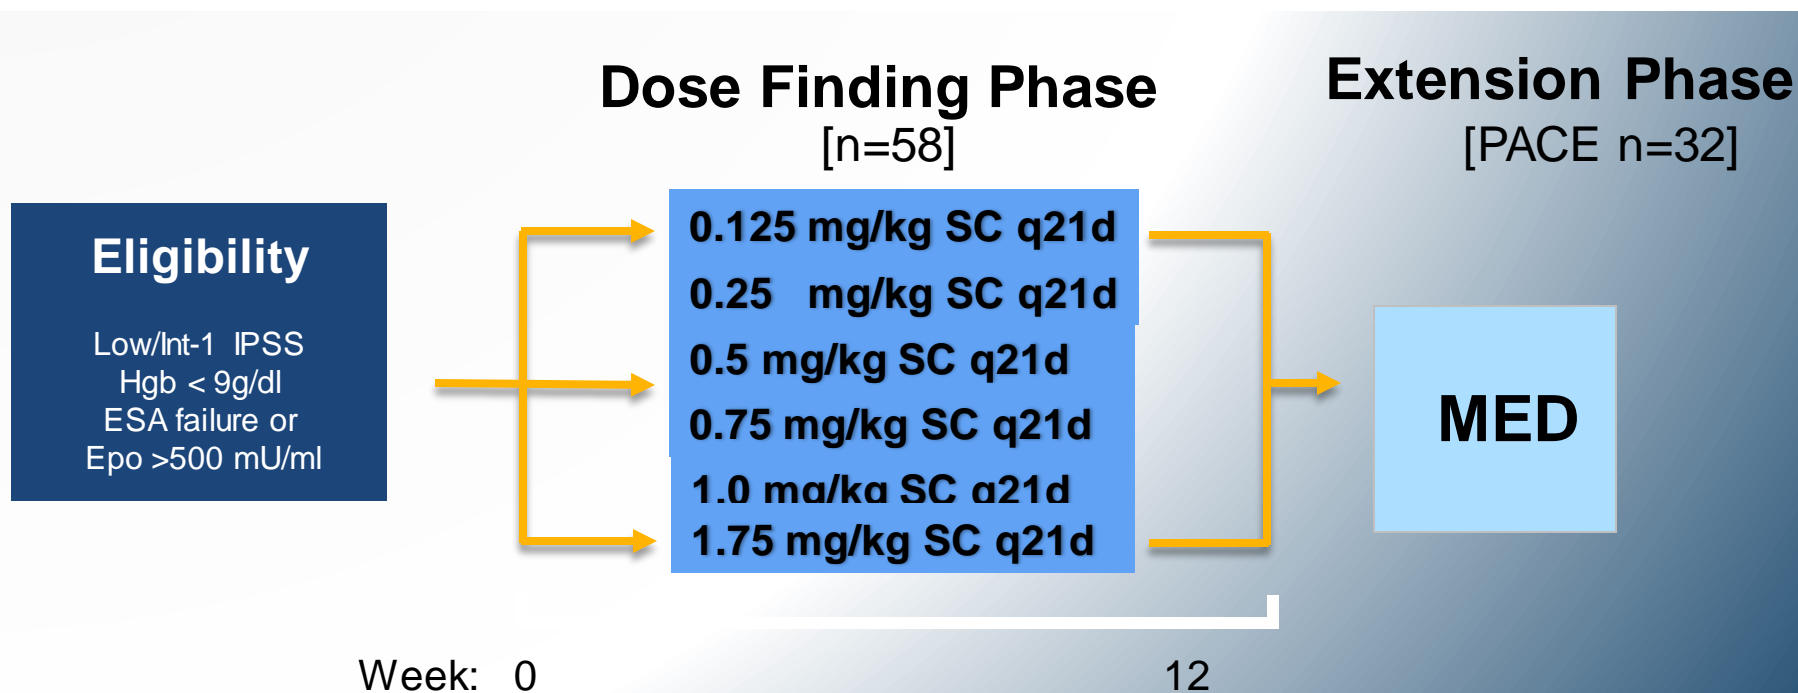 Dose Finding Phase
[n=58]
Extension Phase
[PACE n=32]
Eligibility
Low/Int-1 IPSS
Hgb < 9g/dl
ESA failure or
Epo >500 mU/ml
0.125 mg/kg SC q21d
0.25 mg/kg SC q21d
0.5 mg/kg SC q21d
0.75 mg/kg SC q21d
1.0 mg/kg SC q21d
1.75 mg/kg SC q21d
MED
Week: 0 12